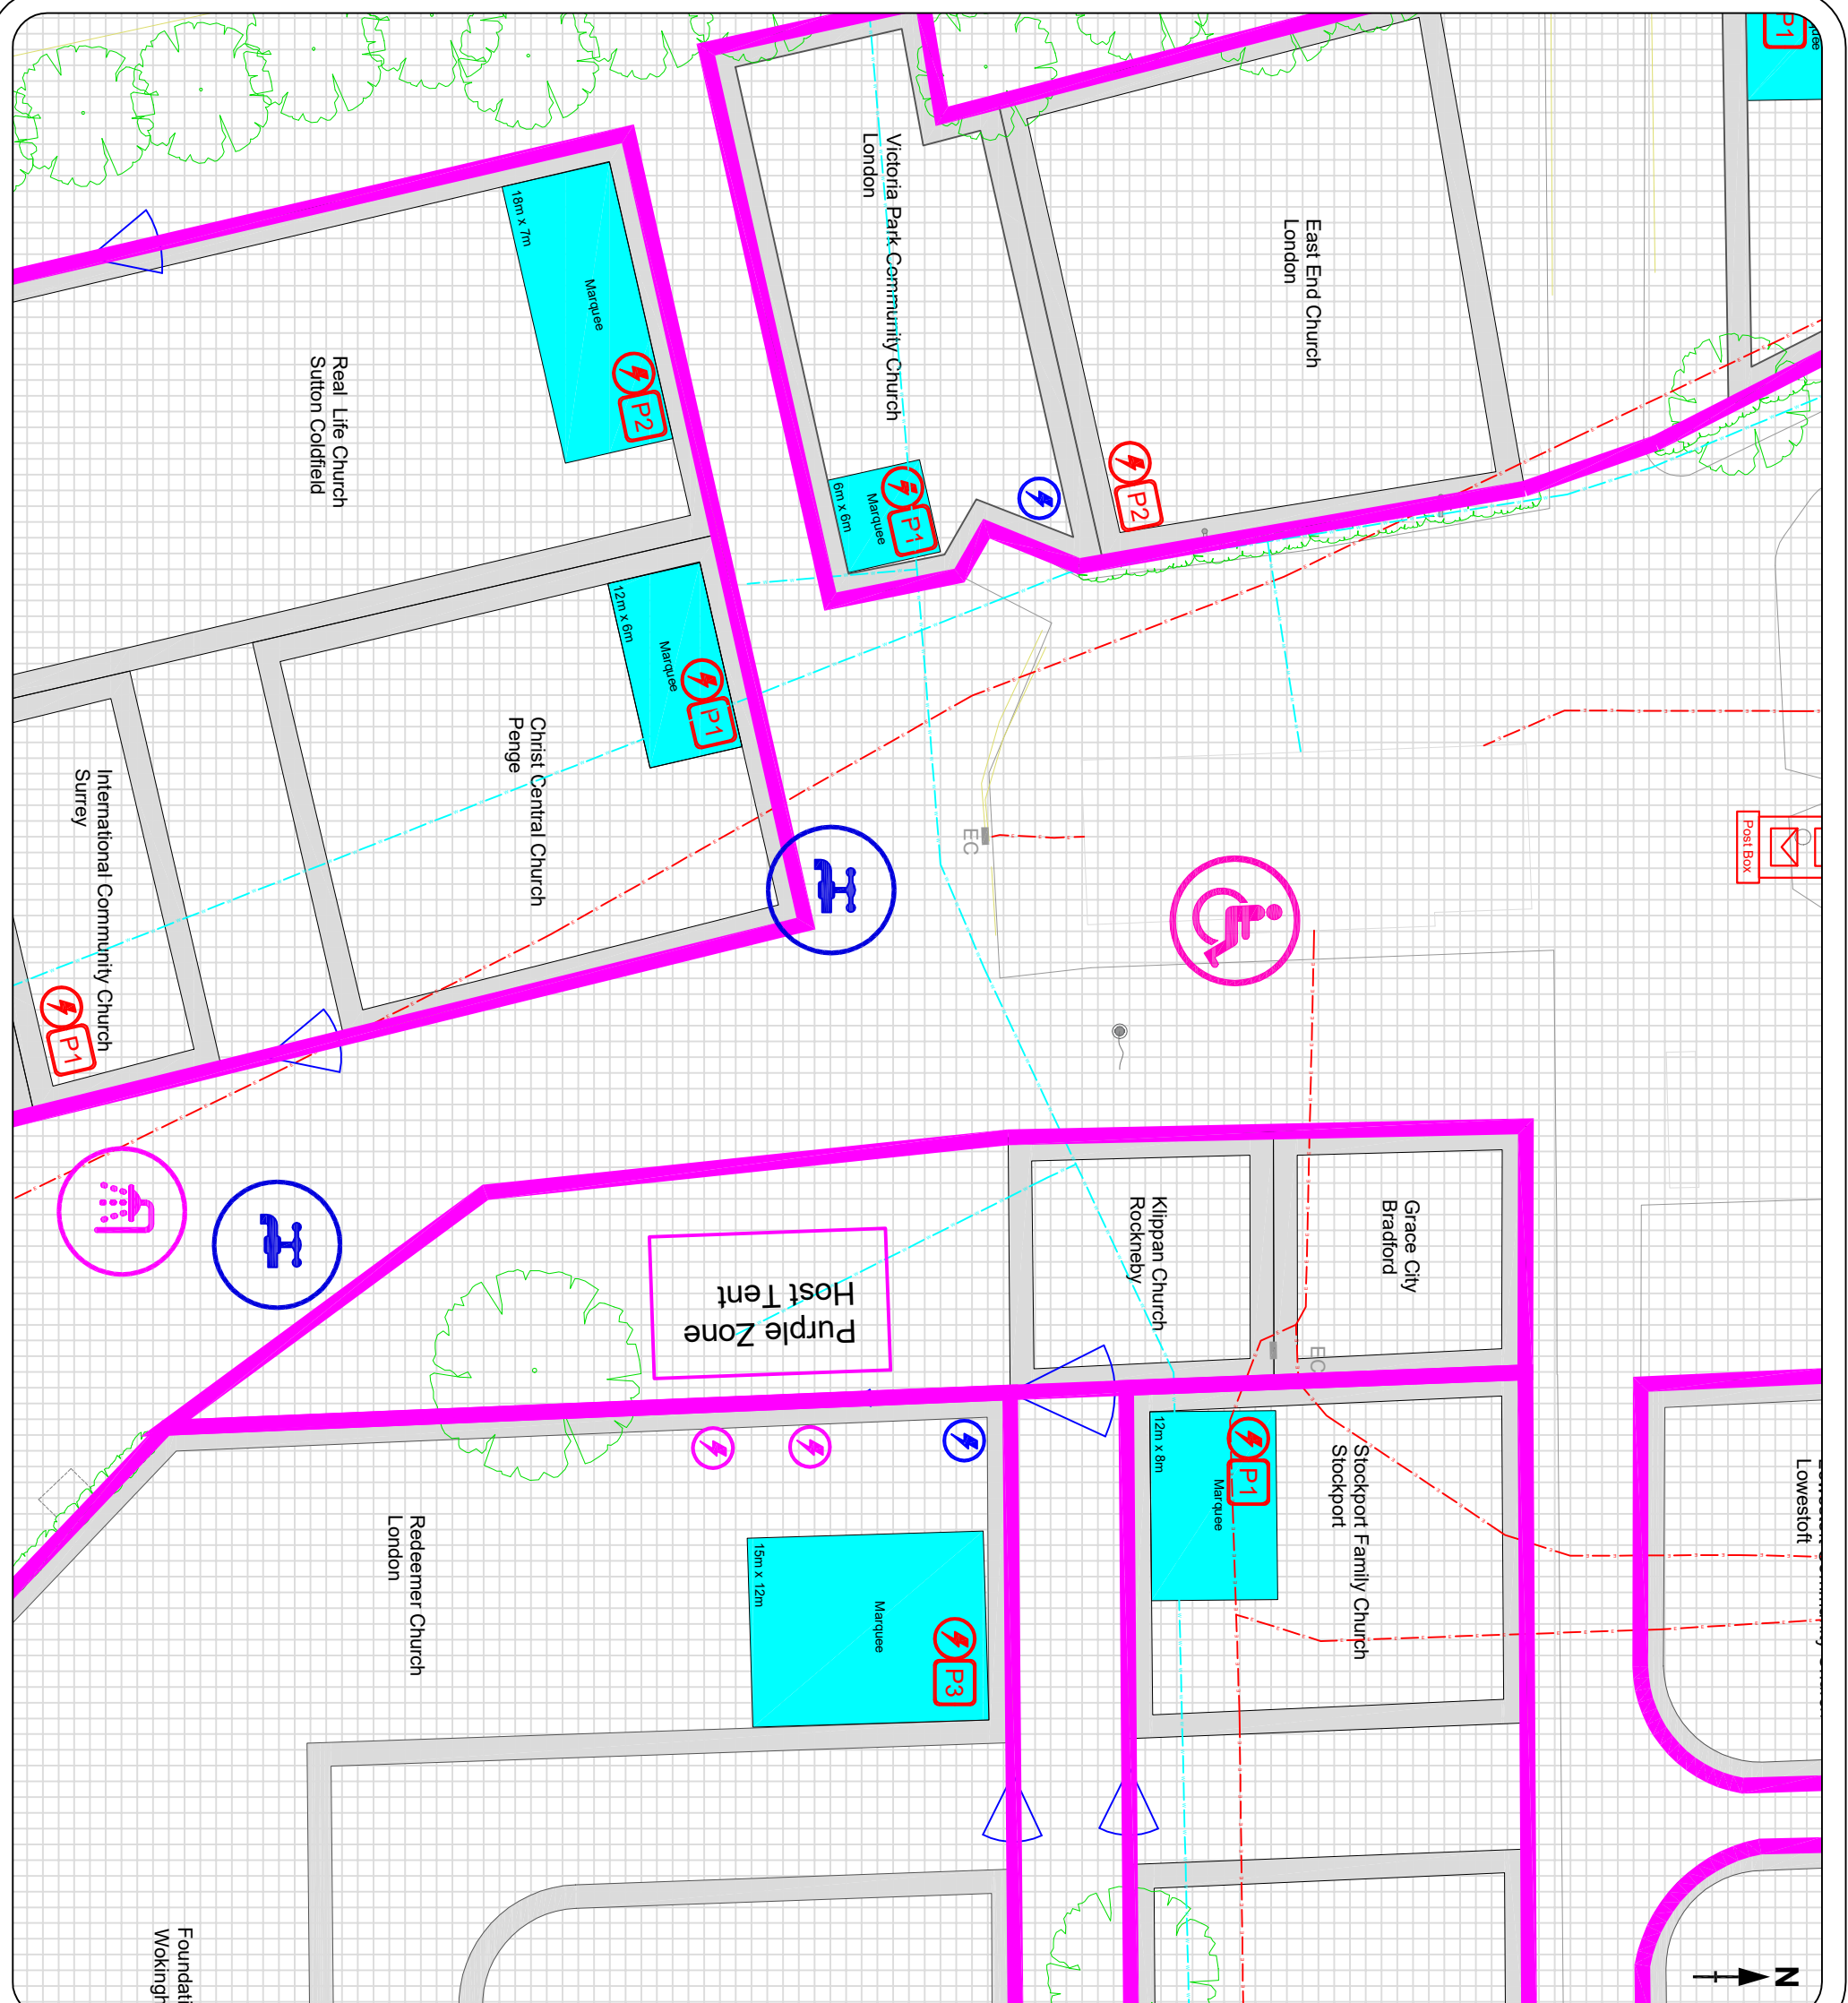 P1
Victoria Park Community Church
London
East End Church
London
18m x 7m
Marquee
P2
Real Life Church
Sutton Coldfield
6m x 6m
Marquee
P1
P2
12m x 6m
Marquee
P1
Christ Central Church
Penge
International Community Church
Surrey
P1
EC
Post Box
Purple Zone
Host Tent
Klippan Church
Rockneby
Grace City
Bradford
EC
12m x 8m
Marquee
P1
Stockport Family Church
Stockport
Lowestoft
Redeemer Church
London
15m x 12m
Marquee
P3
Foundati
Wokingh
N